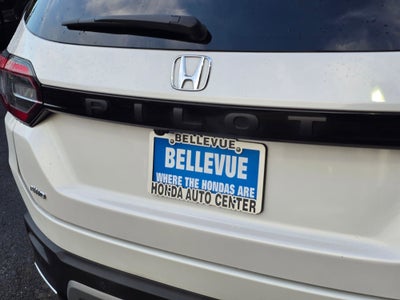 PILOT
BELLEVUE
BELLEVUE
WHERE THE HONDAS ARE
HONDA AUTO CENTER